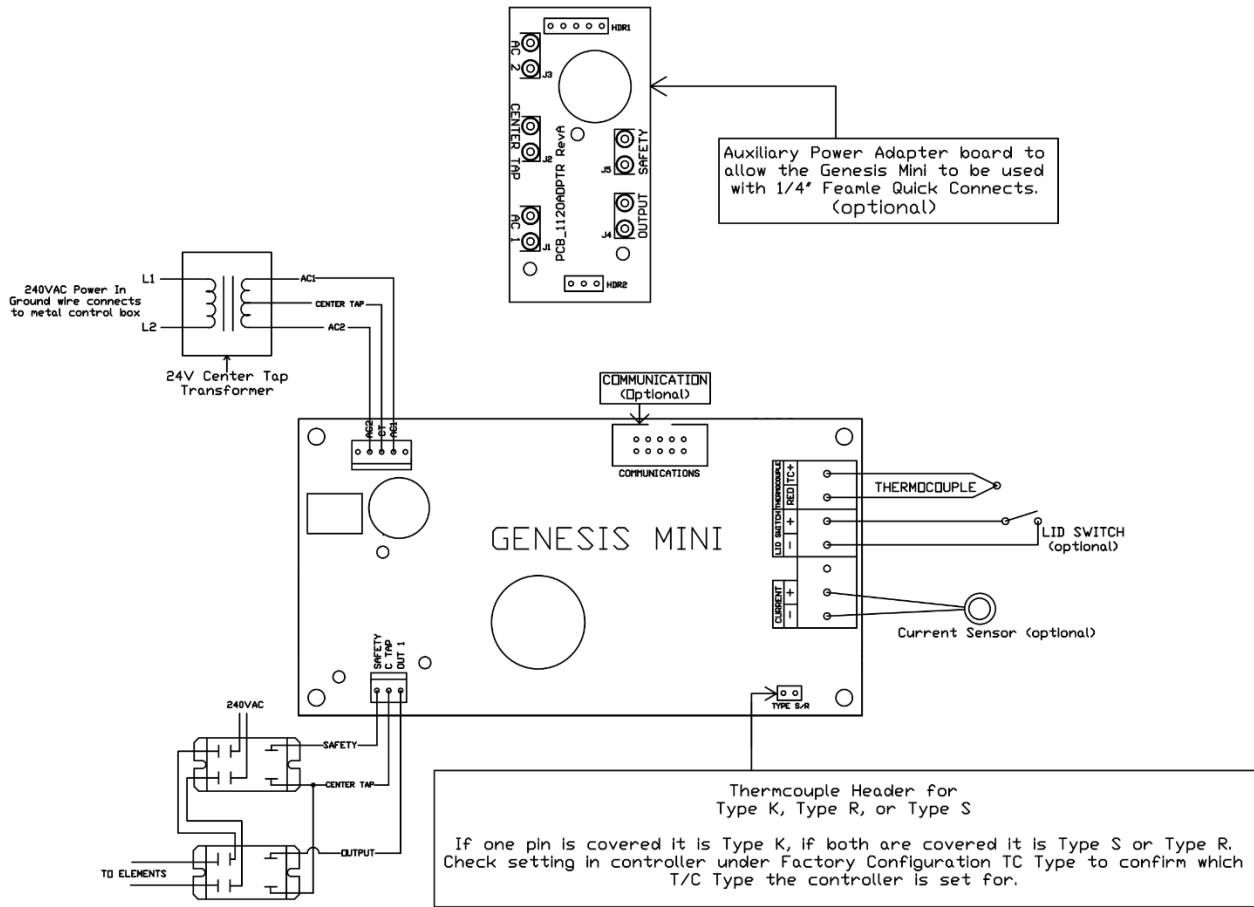 HDR1
AC 2
J3
CENTER TAP
J2
AC 1
J1
PCB_1120ADPTR RevA
SAFETY
J5
OUTPUT
J4
HDR2
Auxiliary Power Adapter board to
allow the Genesis Mini to be used
with 1/4" Feamle Quick Connects.
(optional)
240VAC Power In
Ground wire connects
to metal control box
L1
L2
AC1
CENTER TAP
AC2
24V Center Tap
Transformer
COMMUNICATION
(Optional)
COMMUNICATIONS
AC2
CT
AC1
GENESIS MINI
THERMOCOUPLE
TC+
RED
LID SWITCH
+
-
CURRENT
+
-
THERMOCOUPLE
LID SWITCH
(optional)
Current Sensor (optional)
SAFETY
C TAP
OUT 1
TYPE S/R
240VAC
SAFETY
CENTER TAP
OUTPUT
TO ELEMENTS
Thermcouple Header for
Type K, Type R, or Type S
If one pin is covered it is Type K, if both are covered it is Type S or Type R.
Check setting in controller under Factory Configuration TC Type to confirm which
T/C Type the controller is set for.